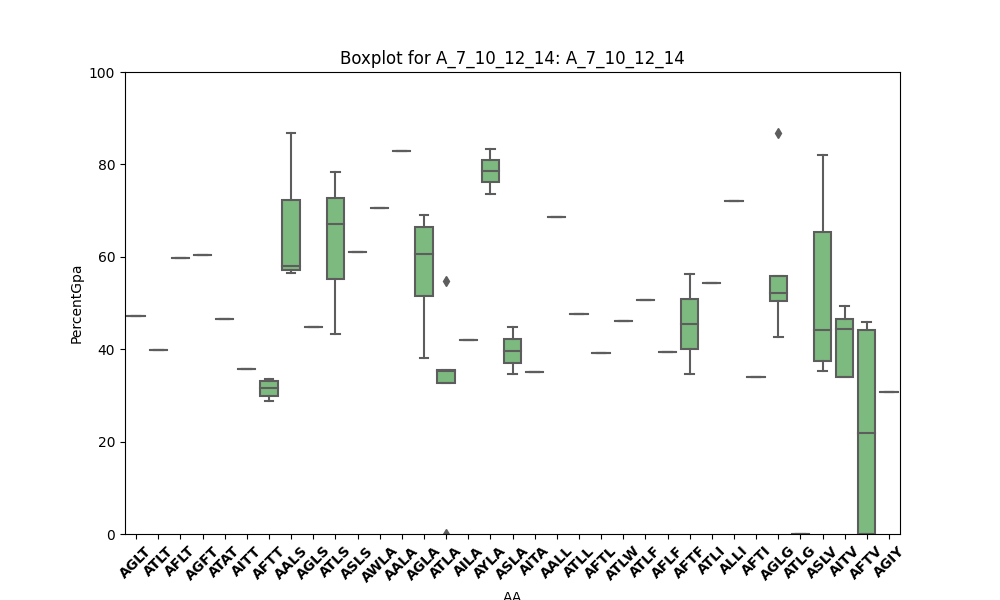 Boxplot for A_7_10_12_14: A_7_10_12_14
100
80
60
40
20
0
PercentGpa
AGLT ATLT AFLT AGFT ATAT AITT AFTT AALS AGLS ATLS ASLS AWLA AALA AGLA ATLA AILA AYLA ASLA AITA AALL ATLL AFTL ATLW ATLF AFLF AFTF ATLI ALLI AFTI AGLG ATLG ASLV AITV AFTV AGIY
AA